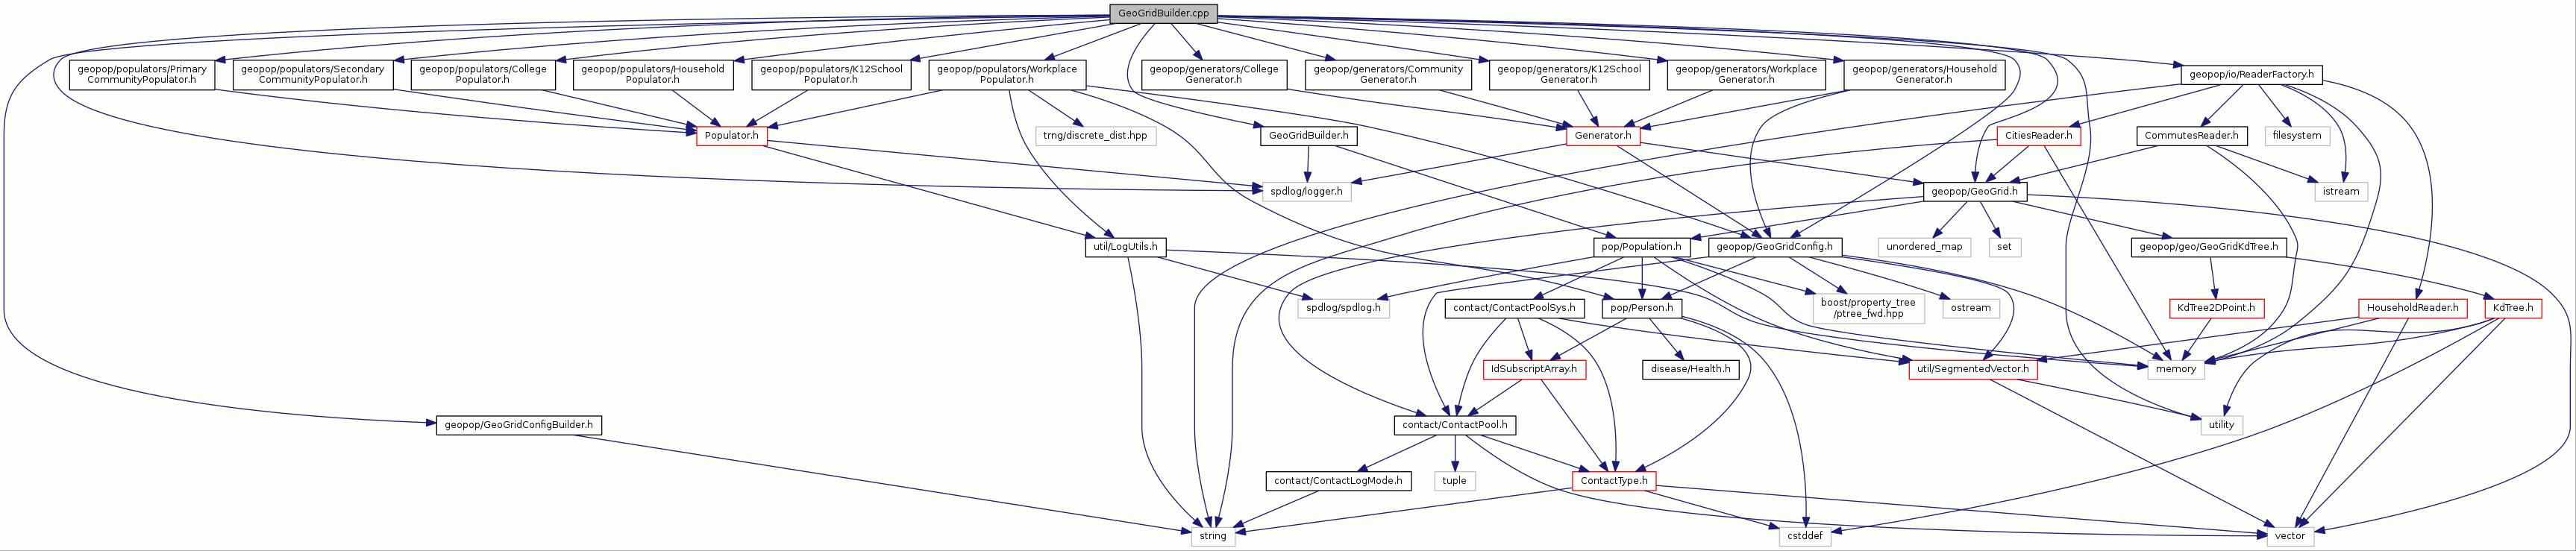 GeoGridBuilder.cpp
geopop/populators/Primary
CommunityPopulator.h
geopop/populators/Secondary
CommunityPopulator.h
geopop/populators/College
Populator.h
geopop/populators/Household
Populator.h
geopop/populators/K12School
Populator.h
geopop/populators/Workplace
Populator.h
geopop/generators/College
Generator.h
geopop/generators/Community
Generator.h
geopop/generators/K12School
Generator.h
geopop/generators/Workplace
Generator.h
geopop/generators/Household
Generator.h
geopop/io/ReaderFactory.h
Populator.h
trng/discrete_dist.hpp
GeoGridBuilder.h
Generator.h
CitiesReader.h
CommutesReader.h
filesystem
spdlog/logger.h
geopop/GeoGrid.h
istream
util/LogUtils.h
pop/Population.h
geopop/GeoGridConfig.h
unordered_map
set
geopop/geo/GeoGridKdTree.h
spdlog/spdlog.h
contact/ContactPoolSys.h
pop/Person.h
boost/property_tree
/ptree_fwd.hpp
ostream
KdTree2DPoint.h
HouseholdReader.h
KdTree.h
IdSubscriptArray.h
disease/Health.h
util/SegmentedVector.h
memory
geopop/GeoGridConfigBuilder.h
contact/ContactPool.h
utility
contact/ContactLogMode.h
tuple
ContactType.h
string
cstddef
vector